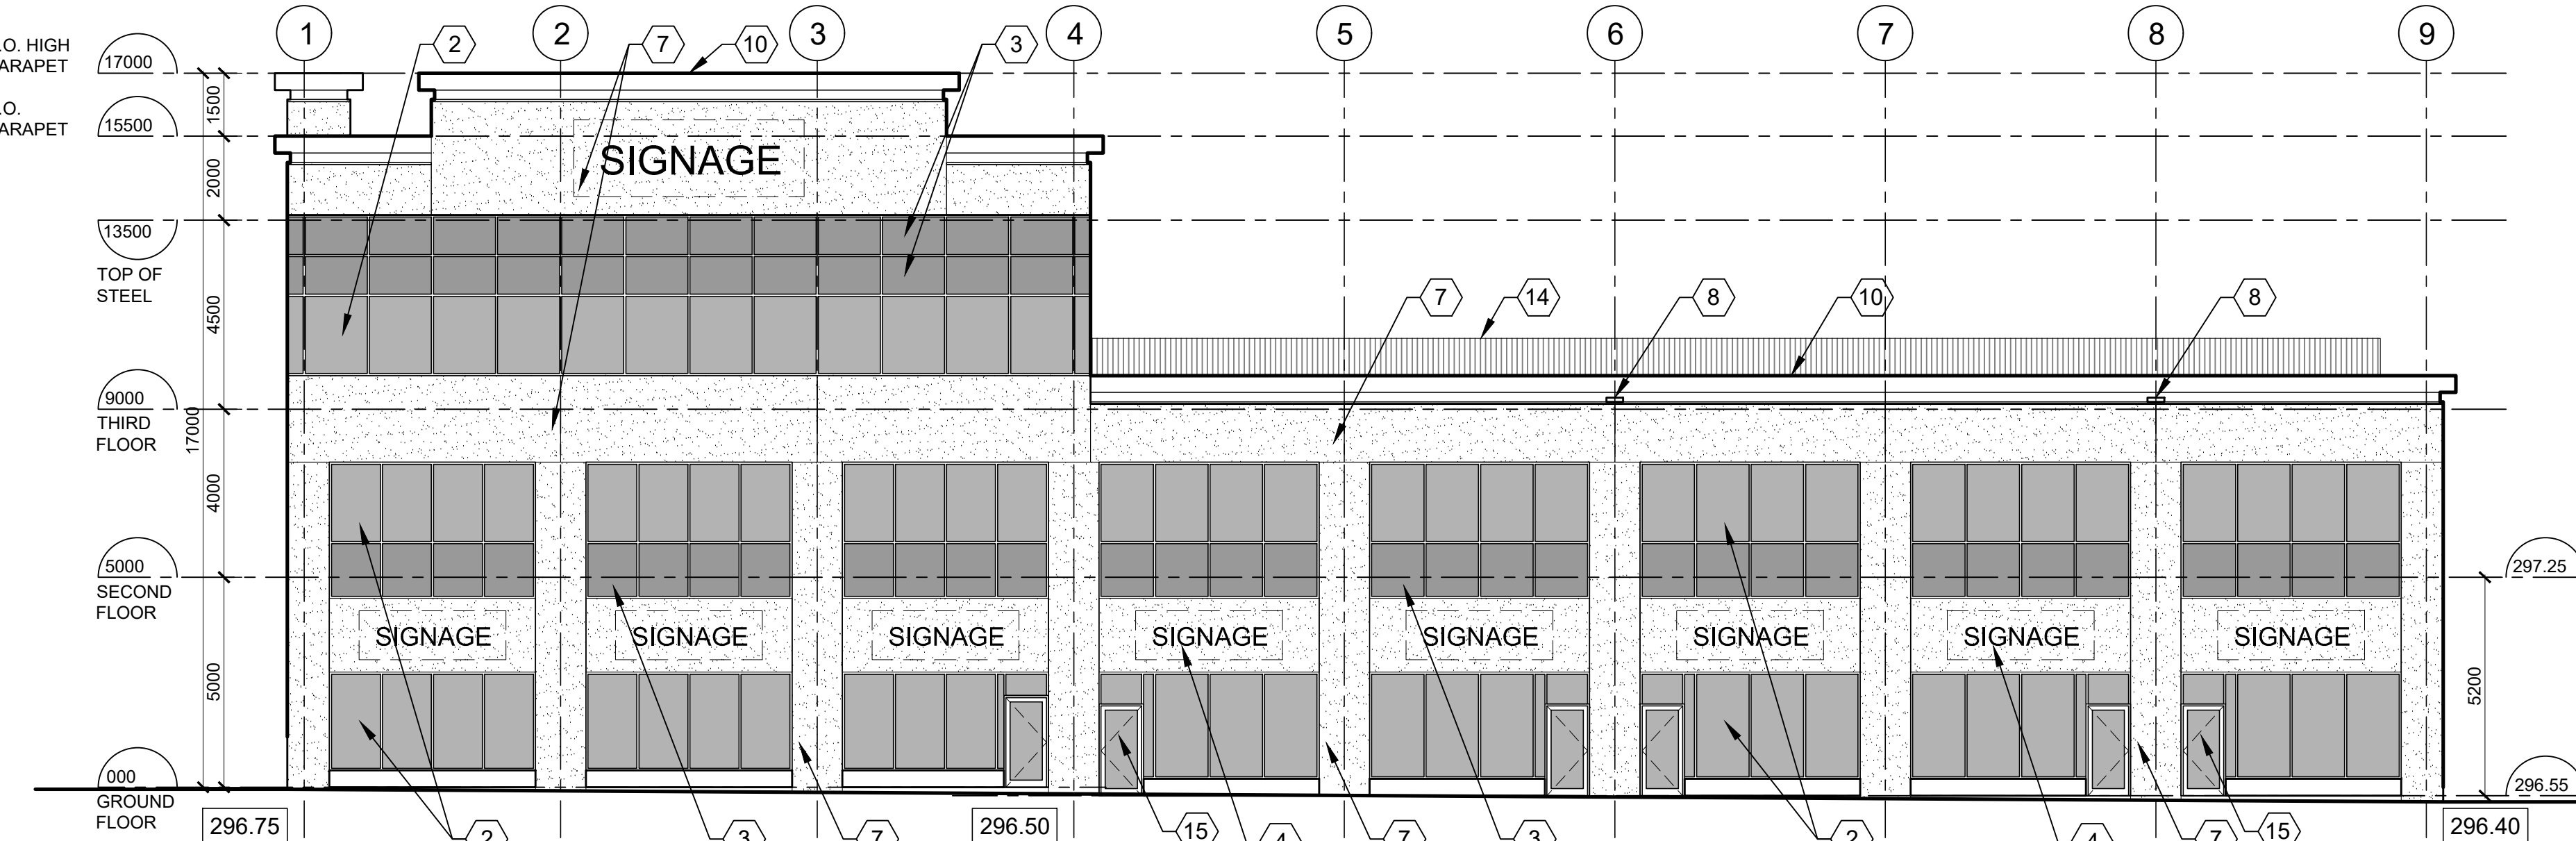 1 2 3 4 5 6 7 8 9
2 7 10 3
.O. HIGH
ARAPET
17000
1500
.O.
ARAPET
15500
SIGNAGE
2000
13500
TOP OF
STEEL
4500
7 14 8 10 8
9000
THIRD
FLOOR
17000
4000
5000
SECOND
FLOOR
297.25
SIGNAGE SIGNAGE SIGNAGE SIGNAGE SIGNAGE SIGNAGE SIGNAGE SIGNAGE
5000
5200
000
GROUND
FLOOR
296.55
296.75 296.50 296.40
2 3 7 15 4 7 3 2 4 7 15